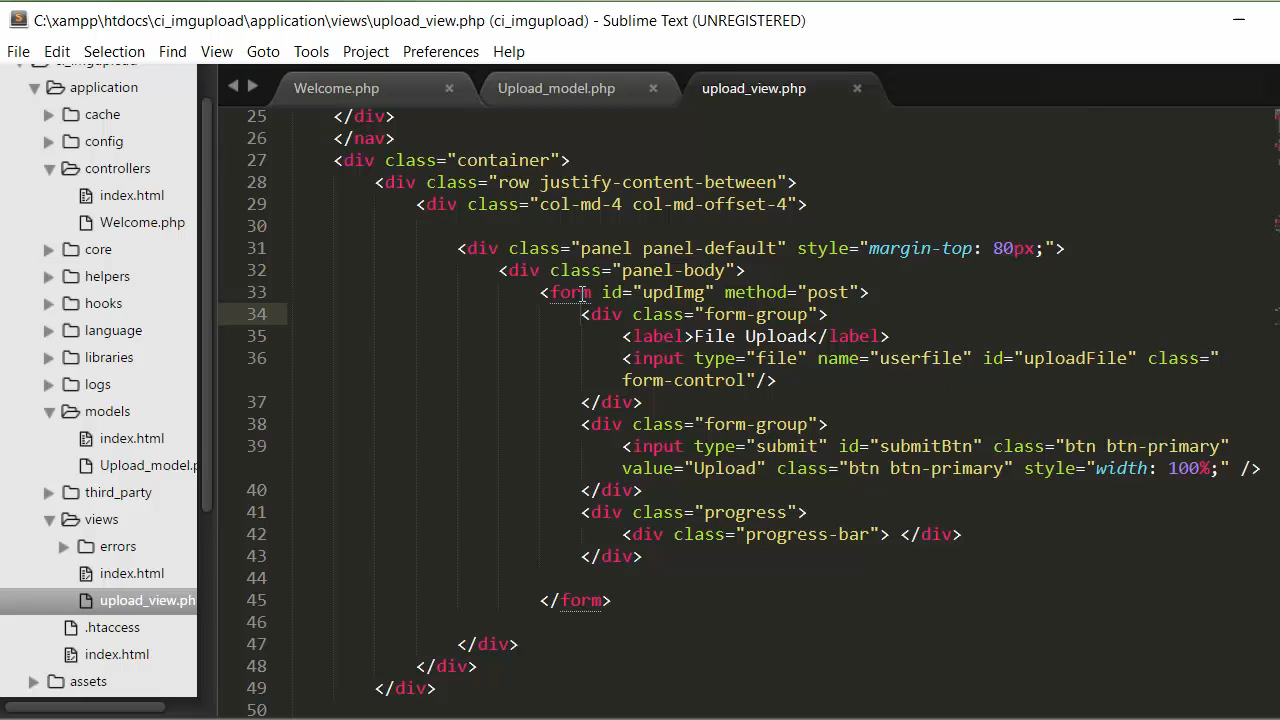 C:\xampp\htdocs\ci_imgupload\application\views\upload_view.php (ci_imgupload) - Sublime Text (UNREGISTERED)
File Edit Selection Find View Goto Tools Project Preferences Help
ci_imgupload
application
cache
config
controllers
index.html
Welcome.php
core
helpers
hooks
language
libraries
logs
models
index.html
Upload_model.p
third_party
views
errors
index.html
upload_view.ph
.htaccess
index.html
assets
Welcome.php × Upload_model.php × upload_view.php ×
25 </div>
26 </nav>
27 <div class="container">
28 <div class="row justify-content-between">
29 <div class="col-md-4 col-md-offset-4">
30
31 <div class="panel panel-default" style="margin-top: 80px;">
32 <div class="panel-body">
33 <form id="updImg" method="post">
34 <div class="form-group">
35 <label>File Upload</label>
36 <input type="file" name="userfile" id="uploadFile" class="
form-control"/>
37 </div>
38 <div class="form-group">
39 <input type="submit" id="submitBtn" class="btn btn-primary"
value="Upload" class="btn btn-primary" style="width: 100%;" />
40 </div>
41 <div class="progress">
42 <div class="progress-bar"> </div>
43 </div>
44
45 </form>
46
47 </div>
48 </div>
49 </div>
50